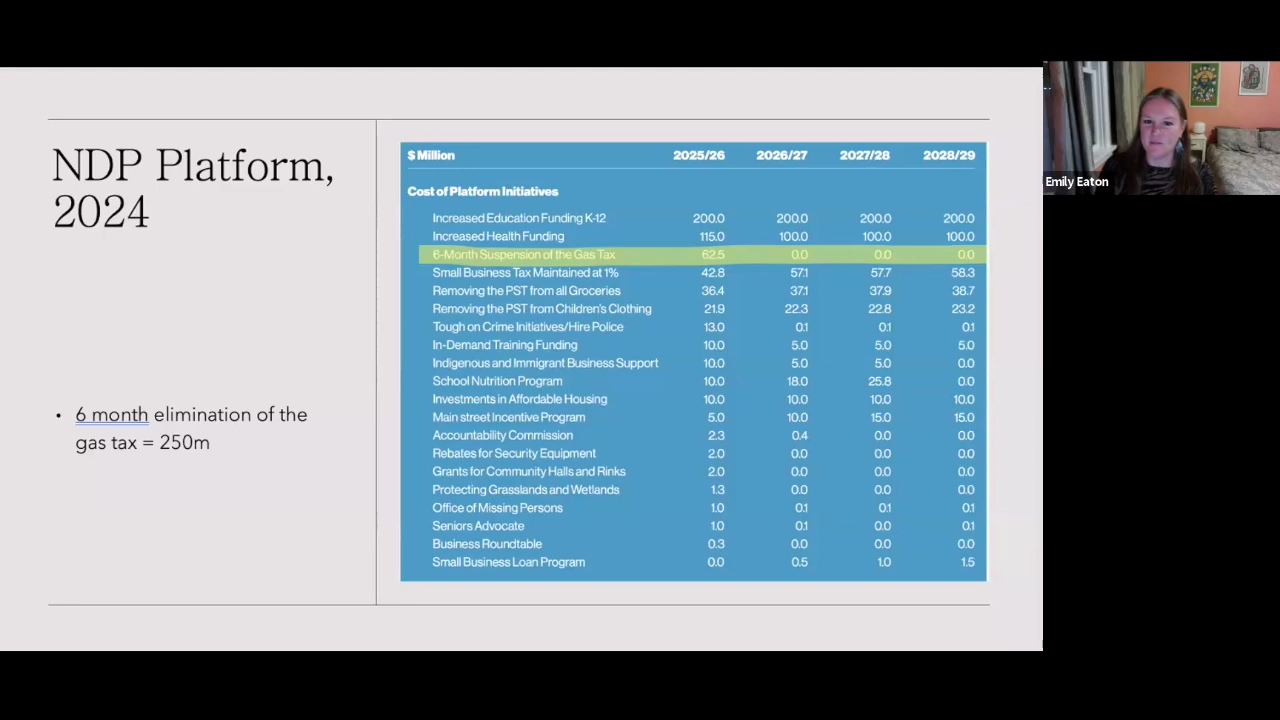 NDP Platform,
2024
• 6 month elimination of the
gas tax = 250m
$ Million 2025/26 2026/27 2027/28 2028/29
Cost of Platform Initiatives
Increased Education Funding K-12 200.0 200.0 200.0 200.0
Increased Health Funding 115.0 100.0 100.0 100.0
6-Month Suspension of the Gas Tax 62.5 0.0 0.0 0.0
Small Business Tax Maintained at 1% 42.8 57.1 57.7 58.3
Removing the PST from all Groceries 36.4 37.1 37.9 38.7
Removing the PST from Children's Clothing 21.9 22.3 22.8 23.2
Tough on Crime Initiatives/Hire Police 13.0 0.1 0.1 0.1
In-Demand Training Funding 10.0 5.0 5.0 5.0
Indigenous and Immigrant Business Support 10.0 5.0 5.0 0.0
School Nutrition Program 10.0 18.0 25.8 0.0
Investments in Affordable Housing 10.0 10.0 10.0 10.0
Main street Incentive Program 5.0 10.0 15.0 15.0
Accountability Commission 2.3 0.4 0.0 0.0
Rebates for Security Equipment 2.0 0.0 0.0 0.0
Grants for Community Halls and Rinks 2.0 0.0 0.0 0.0
Protecting Grasslands and Wetlands 1.3 0.0 0.0 0.0
Office of Missing Persons 1.0 0.1 0.1 0.1
Seniors Advocate 1.0 0.1 0.0 0.1
Business Roundtable 0.3 0.0 0.0 0.0
Small Business Loan Program 0.0 0.5 1.0 1.5
Emily Eaton